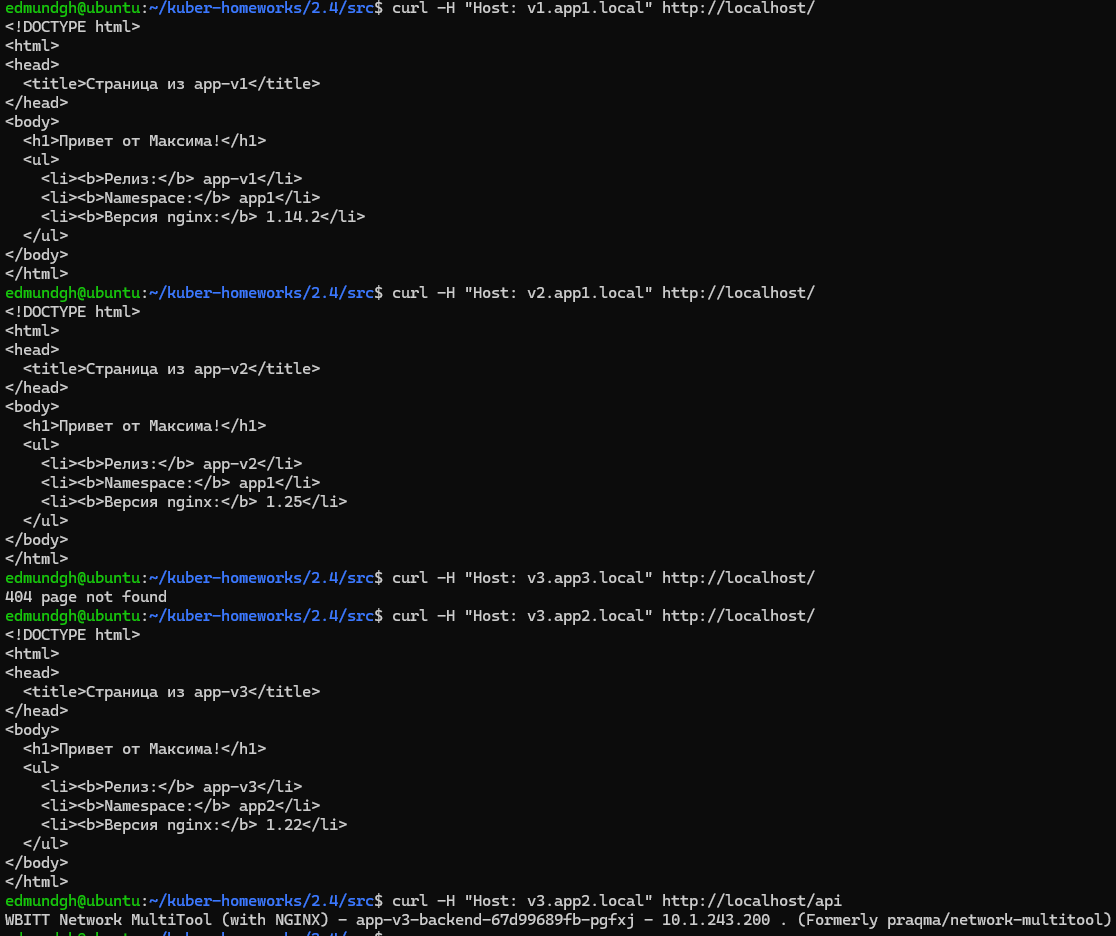 edmundgh@ubuntu:~/kuber-homeworks/2.4/src$ curl -H "Host: v1.app1.local" http://localhost/
<!DOCTYPE html>
<html>
<head>
  <title>Страница из app-v1</title>
</head>
<body>
  <h1>Привет от Максима!</h1>
  <ul>
    <li><b>Релиз:</b> app-v1</li>
    <li><b>Namespace:</b> app1</li>
    <li><b>Версия nginx:</b> 1.14.2</li>
  </ul>
</body>
</html>
edmundgh@ubuntu:~/kuber-homeworks/2.4/src$ curl -H "Host: v2.app1.local" http://localhost/
<!DOCTYPE html>
<html>
<head>
  <title>Страница из app-v2</title>
</head>
<body>
  <h1>Привет от Максима!</h1>
  <ul>
    <li><b>Релиз:</b> app-v2</li>
    <li><b>Namespace:</b> app1</li>
    <li><b>Версия nginx:</b> 1.25</li>
  </ul>
</body>
</html>
edmundgh@ubuntu:~/kuber-homeworks/2.4/src$ curl -H "Host: v3.app3.local" http://localhost/
404 page not found
edmundgh@ubuntu:~/kuber-homeworks/2.4/src$ curl -H "Host: v3.app2.local" http://localhost/
<!DOCTYPE html>
<html>
<head>
  <title>Страница из app-v3</title>
</head>
<body>
  <h1>Привет от Максима!</h1>
  <ul>
    <li><b>Релиз:</b> app-v3</li>
    <li><b>Namespace:</b> app2</li>
    <li><b>Версия nginx:</b> 1.22</li>
  </ul>
</body>
</html>
edmundgh@ubuntu:~/kuber-homeworks/2.4/src$ curl -H "Host: v3.app2.local" http://localhost/api
WBITT Network MultiTool (with NGINX) - app-v3-backend-67d99689fb-pgfxj - 10.1.243.200 . (Formerly praqma/network-multitool)